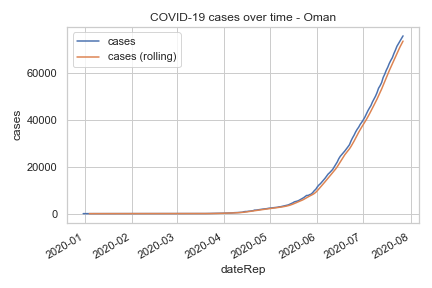 COVID-19 cases over time - Oman
cases
cases (rolling)
60000
40000
20000
0
cases
2020-01
2020-02
2020-03
2020-04
2020-05
2020-06
2020-07
2020-08
dateRep